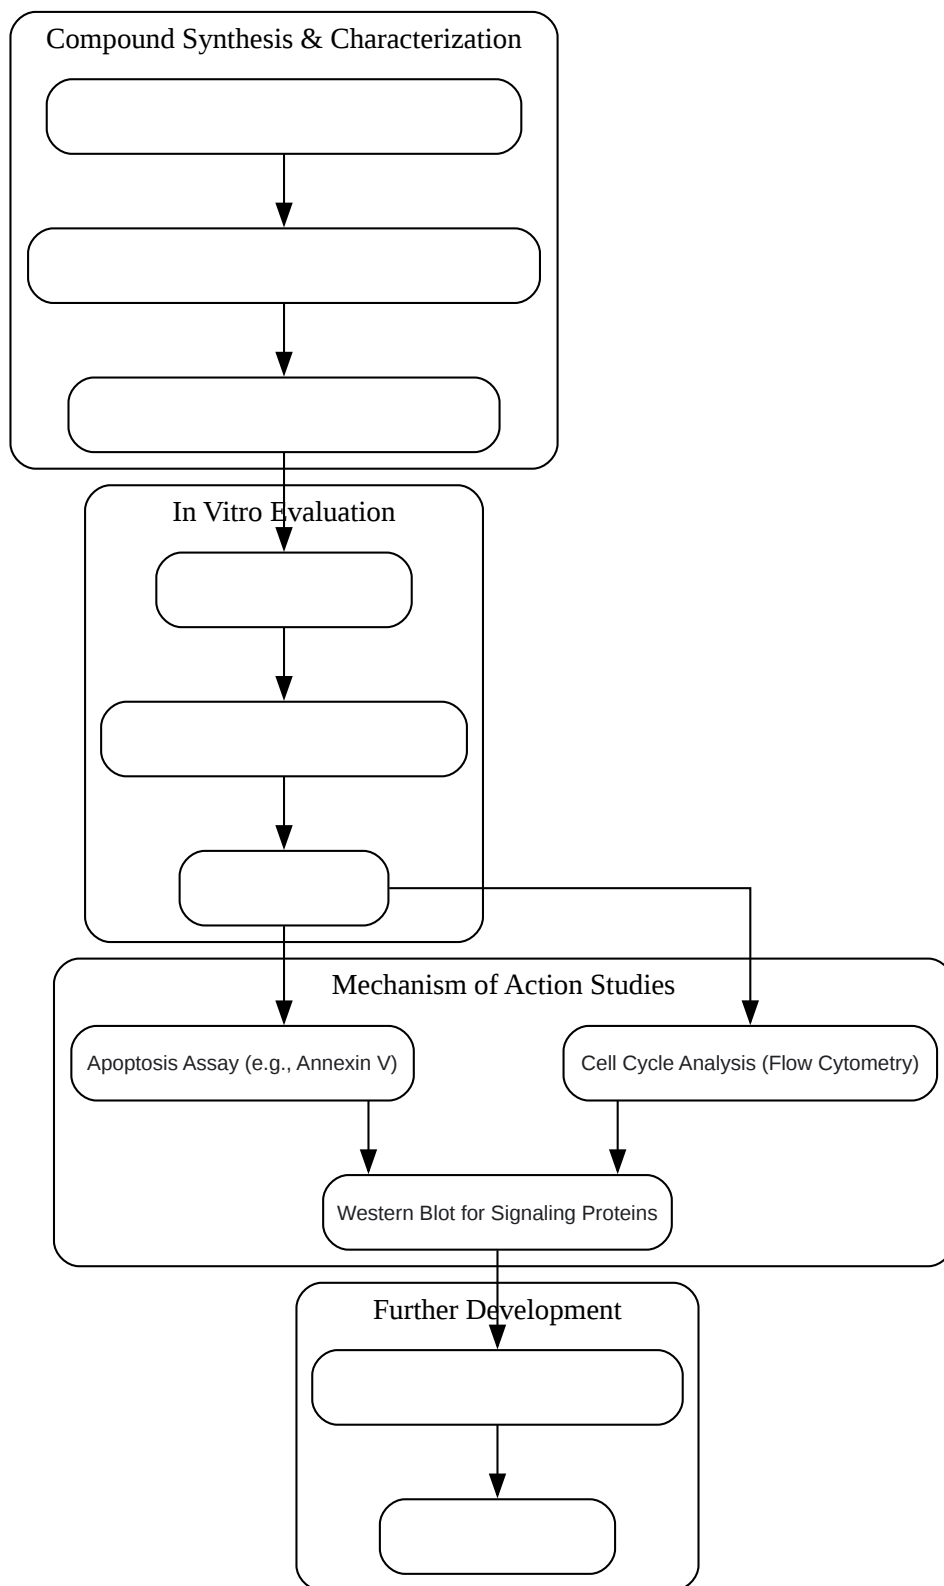 Compound Synthesis & Characterization
In Vitro Evaluation
Mechanism of Action Studies
Apoptosis Assay (e.g., Annexin V)
Cell Cycle Analysis (Flow Cytometry)
Western Blot for Signaling Proteins
Further Development